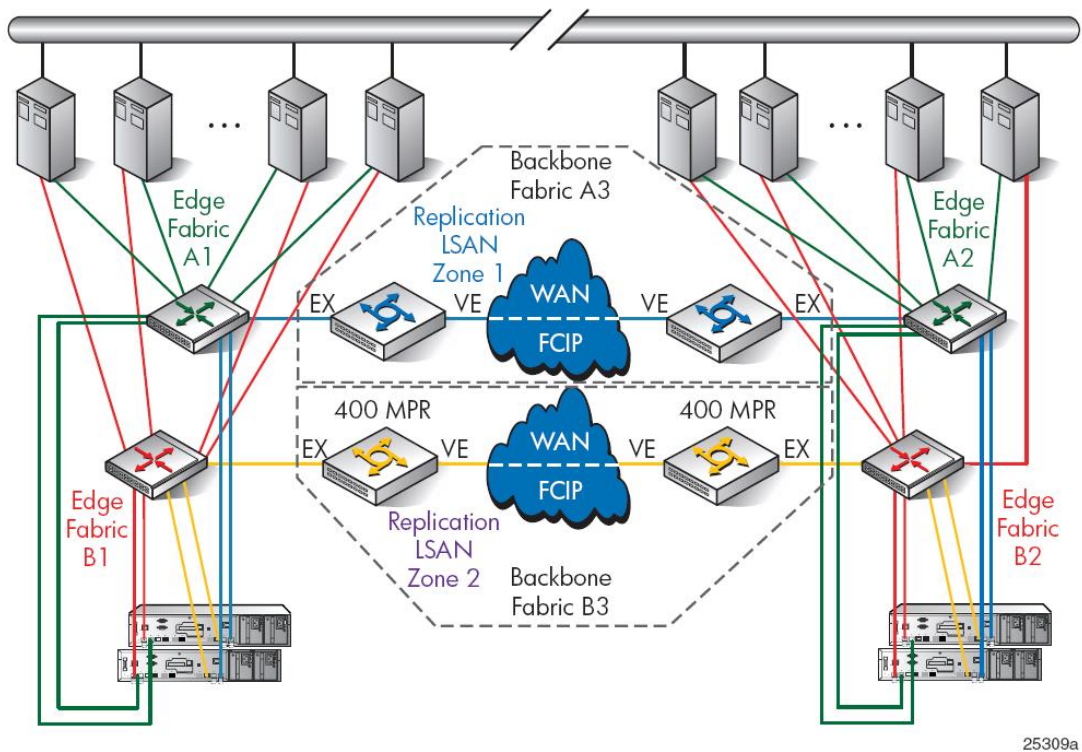 ...
...
Backbone
Fabric A3
Edge
Fabric
A1
Replication
LSAN
Zone 1
Edge
Fabric
A2
EX
VE
WAN
FCIP
VE
EX
400 MPR
400 MPR
EX
VE
WAN
FCIP
VE
EX
Edge
Fabric
B1
Replication
LSAN
Zone 2
Backbone
Fabric B3
Edge
Fabric
B2
25309a